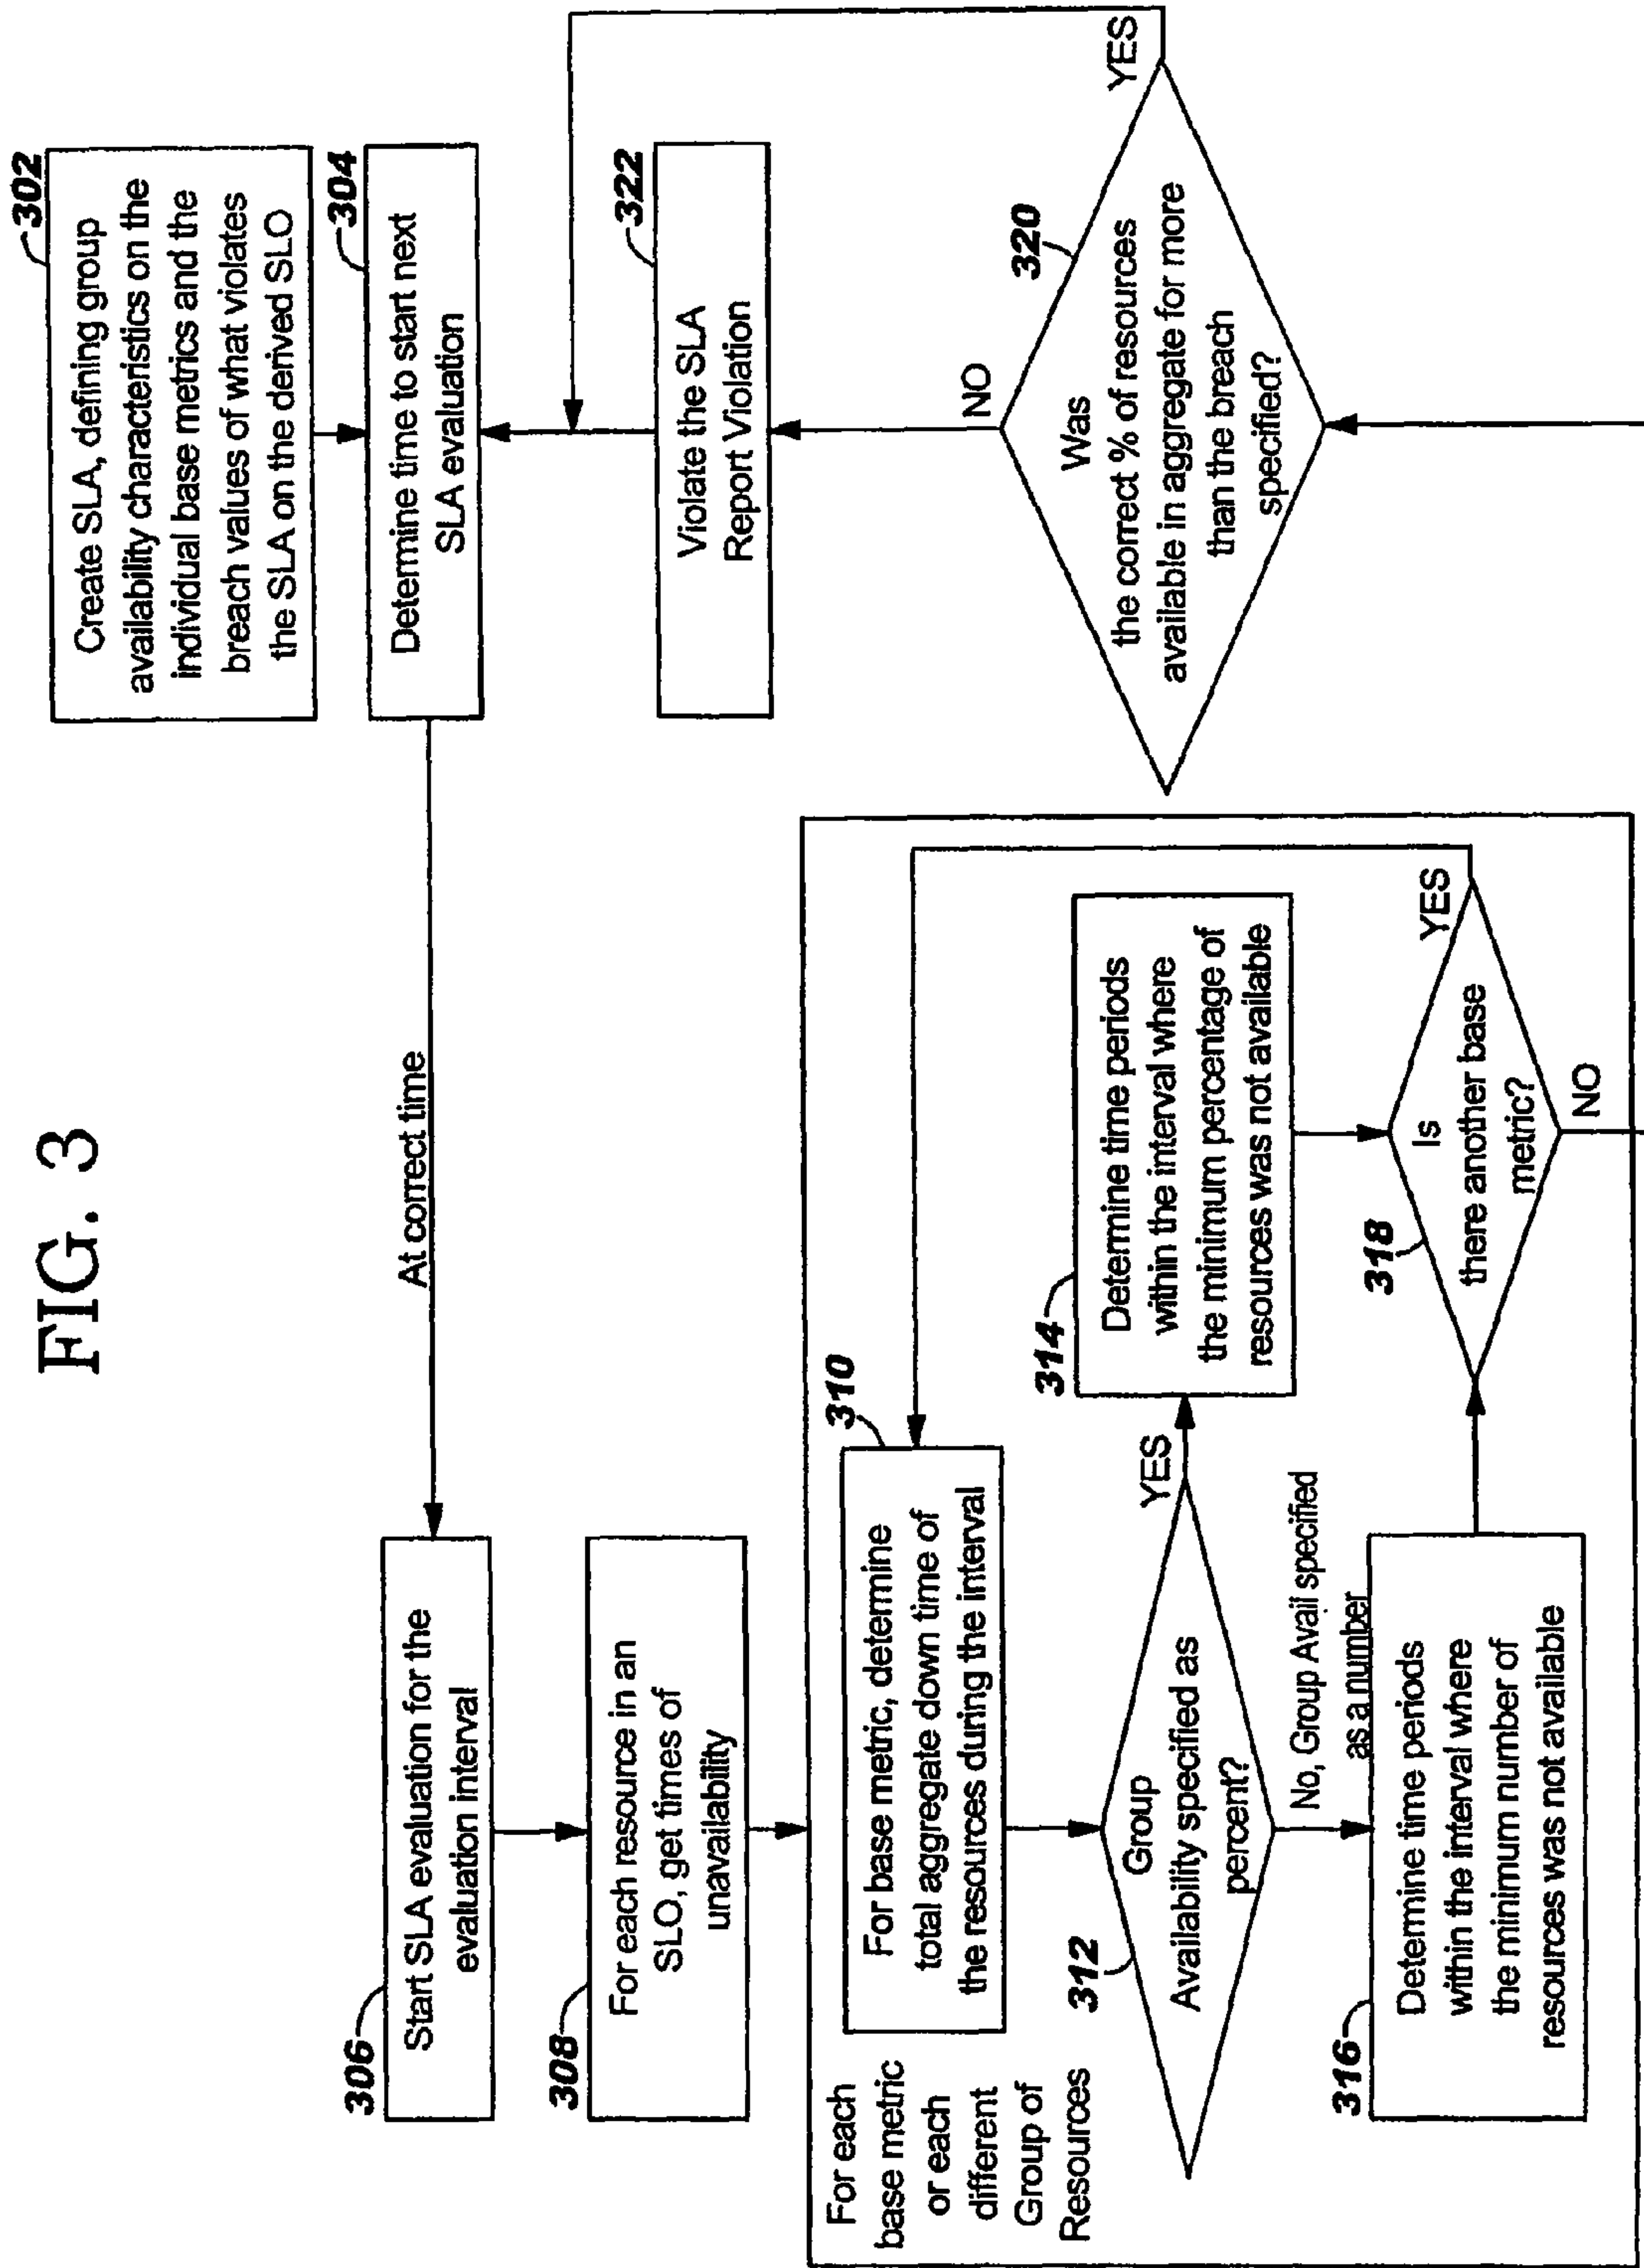 FIG. 3
302
Create SLA, defining group
availability characteristics on the
individual base metrics and the
breach values of what violates
the SLA on the derived SLO
304
Determine time to start next
SLA evaluation
At correct time
306
Start SLA evaluation for the
evaluation interval
308
For each resource in an
SLO, get times of
unavailability
For each
base metric
or each
different
Group of
Resources
310
For base metric, determine
total aggregate down time of
the resources during the interval
312
Group
Availability specified as
percent?
YES
No, Group Avail specified
as a number
314
Determine time periods
within the interval where
the minimum percentage of
resources was not available
316
Determine time periods
within the interval where
the minimum number of
resources was not available
318
Is
there another base
metric?
YES
NO
320
Was
the correct % of resources
available in aggregate for more
than the breach
specified?
YES
NO
322
Violate the SLA
Report Violation